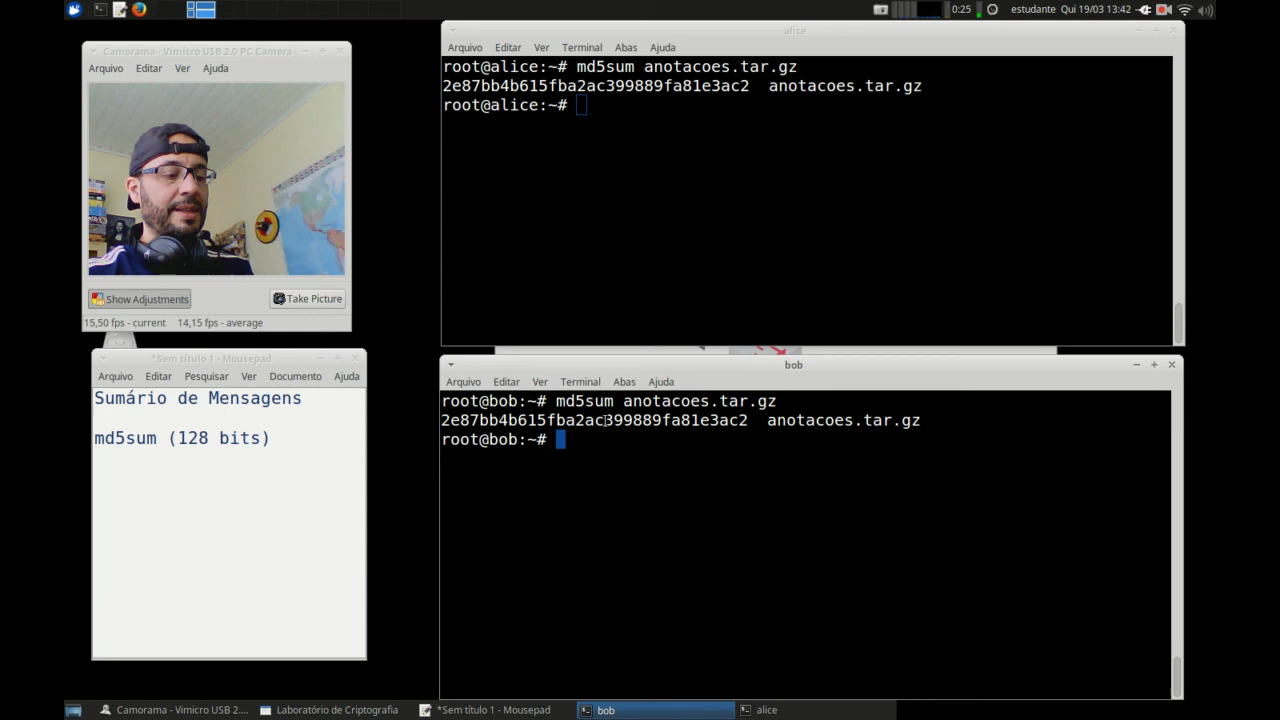 0:25 estudante Qui 19/03 13:42
Camorama - Vimicro USB 2.0 PC Camera
Arquivo Editar Ver Ajuda
Show Adjustments Take Picture
15,50 fps - current 14,15 fps - average
alice
Arquivo Editar Ver Terminal Abas Ajuda
root@alice:~# md5sum anotacoes.tar.gz
2e87bb4b615fba2ac399889fa81e3ac2 anotacoes.tar.gz
root@alice:~#
*Sem título 1 - Mousepad
Arquivo Editar Pesquisar Ver Documento Ajuda
Sumário de Mensagens
md5sum (128 bits)
bob
Arquivo Editar Ver Terminal Abas Ajuda
root@bob:~# md5sum anotacoes.tar.gz
2e87bb4b615fba2ac399889fa81e3ac2 anotacoes.tar.gz
root@bob:~#
Camorama - Vimicro USB 2.... Laboratório de Criptografia *Sem título 1 - Mousepad bob alice